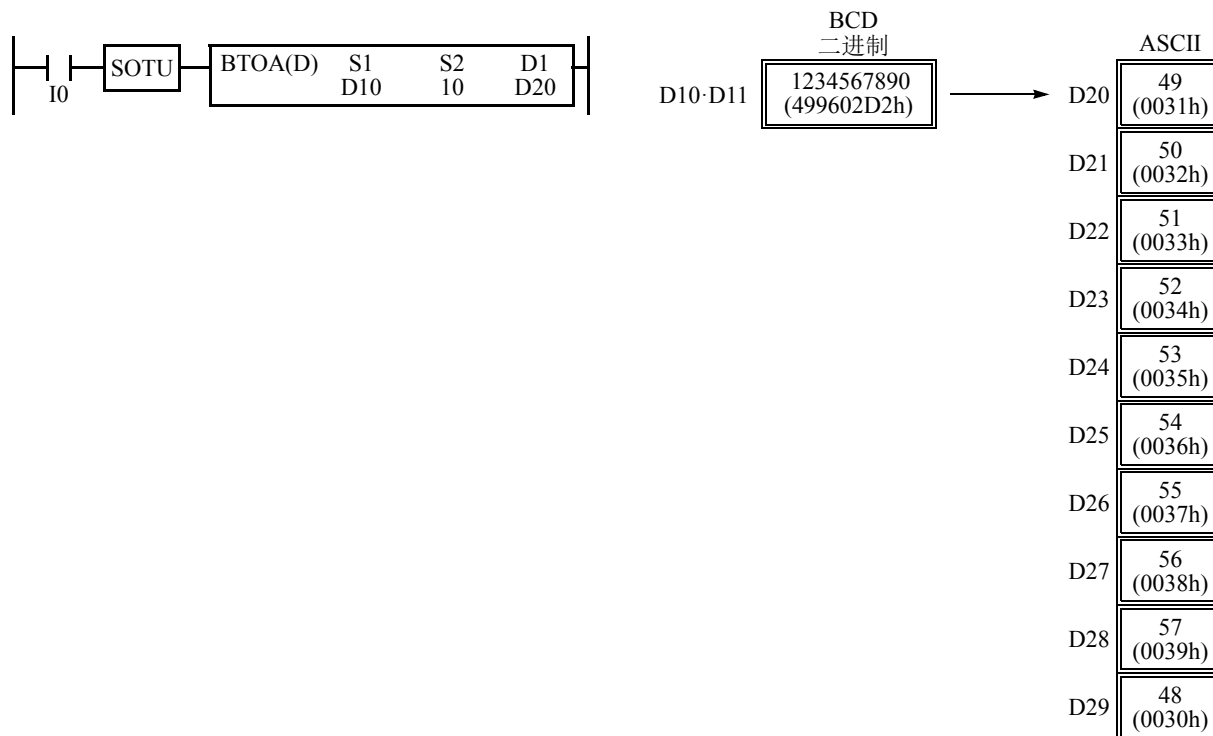 BTOA(D) S1 S2 D1
SOTU
I0
D10 10 D20
BCD
二进制
ASCII
D10·D11
1234567890
(499602D2h)
D20
49
(0031h)
D21
50
(0032h)
D22
51
(0033h)
D23
52
(0034h)
D24
53
(0035h)
D25
54
(0036h)
D26
55
(0037h)
D27
56
(0038h)
D28
57
(0039h)
D29
48
(0030h)